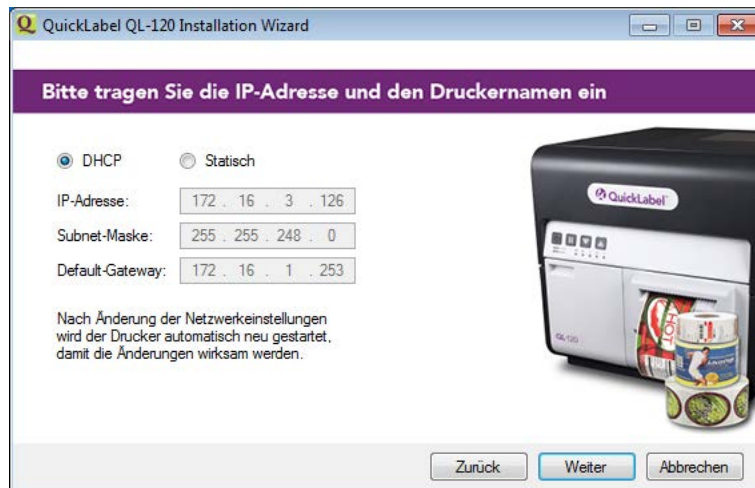 QuickLabel QL-120 Installation Wizard
Bitte tragen Sie die IP-Adresse und den Druckernamen ein
DHCP Statisch
IP-Adresse: 172 . 16 . 3 . 126
Subnet-Maske: 255 . 255 . 248 . 0
Default-Gateway: 172 . 16 . 1 . 253
Nach Änderung der Netzwerkeinstellungen
wird der Drucker automatisch neu gestartet,
damit die Änderungen wirksam werden.
QuickLabel
QL-120
HOT
Zurück Weiter Abbrechen